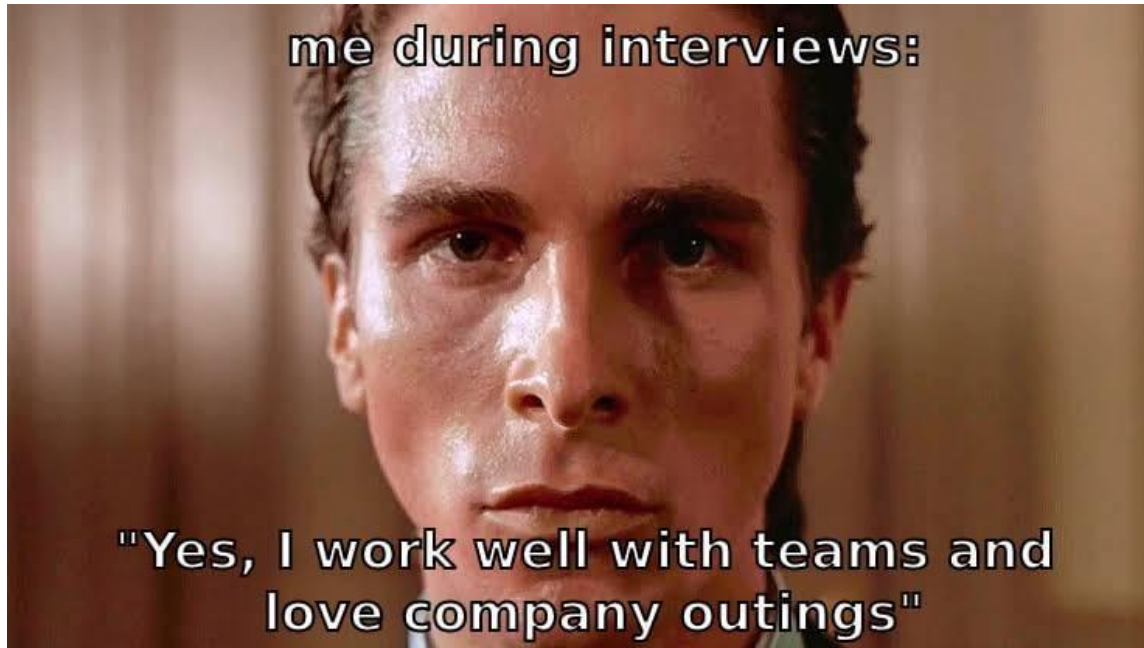 me during interviews:
"Yes, I work well with teams and
love company outings"